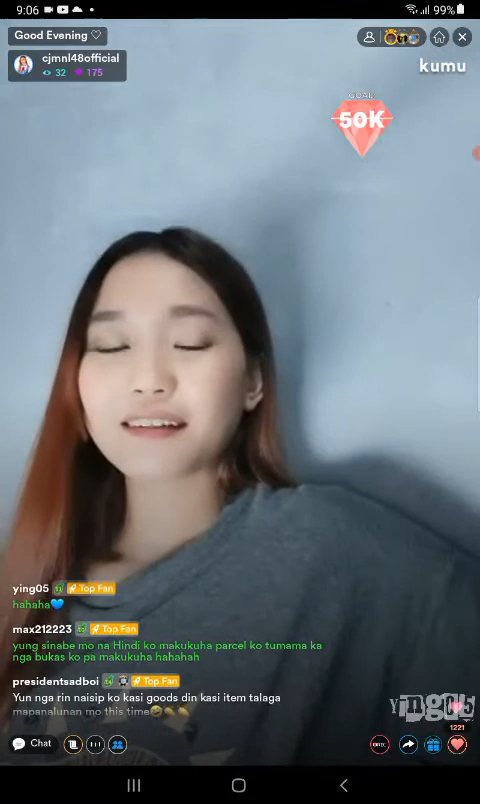 9:06
99%
Good Evening ♡
cjmnl48official
32 175
kumu
GOAL:
50K
ying05 Top Fan
hahaha💙
max212223 Top Fan
yung sinabe mo na Hindi ko makukuha parcel ko tumama ka
nga bukas ko pa makukuha hahahah
presidentsadboi Top Fan
Yun nga rin naisip ko kasi goods din kasi item talaga
mapanalunan mo this time
Ying05
1221
Chat